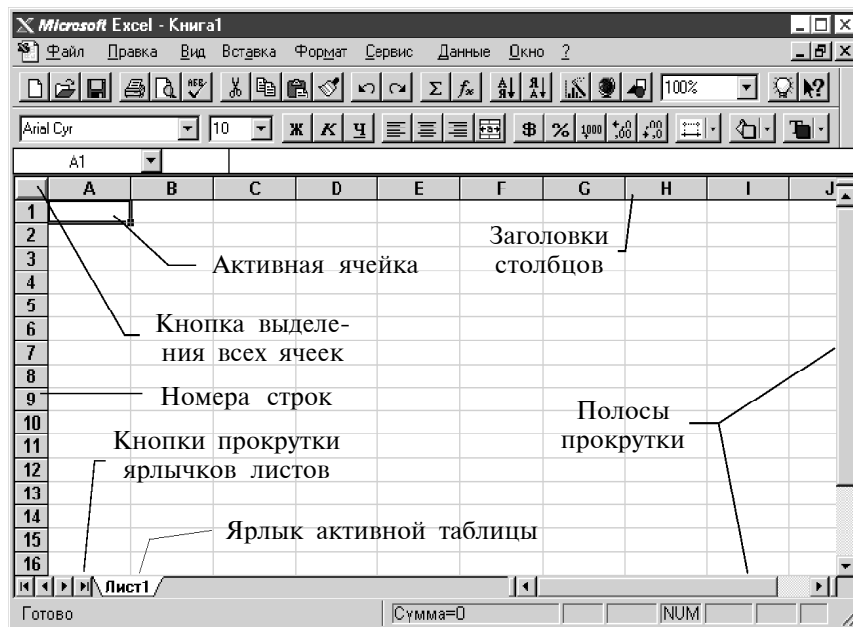 Microsoft Excel - Книга1
Файл Правка Вид Вставка Формат Сервис Данные Окно ?
100%
Arial Cyr 10 Ж К Ч $ % 1,000
A1
A B C D E F G H I J
1
2
3
4
5
6
7
8
9
10
11
12
13
14
15
16
Активная ячейка
Заголовки
столбцов
Кнопка выделе-
ния всех ячеек
Номера строк
Полосы
прокрутки
Кнопки прокрутки
ярлычков листов
Ярлык активной таблицы
Лист1
Готово Сумма=0 NUM